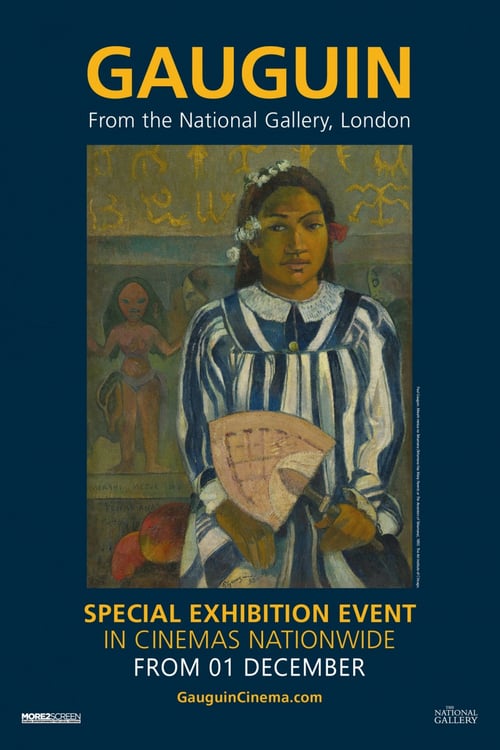 GAUGUIN
From the National Gallery, London
SPECIAL EXHIBITION EVENT
IN CINEMAS NATIONWIDE
FROM 01 DECEMBER
GauguinCinema.com
MORE2SCREEN
THE
NATIONAL
GALLERY